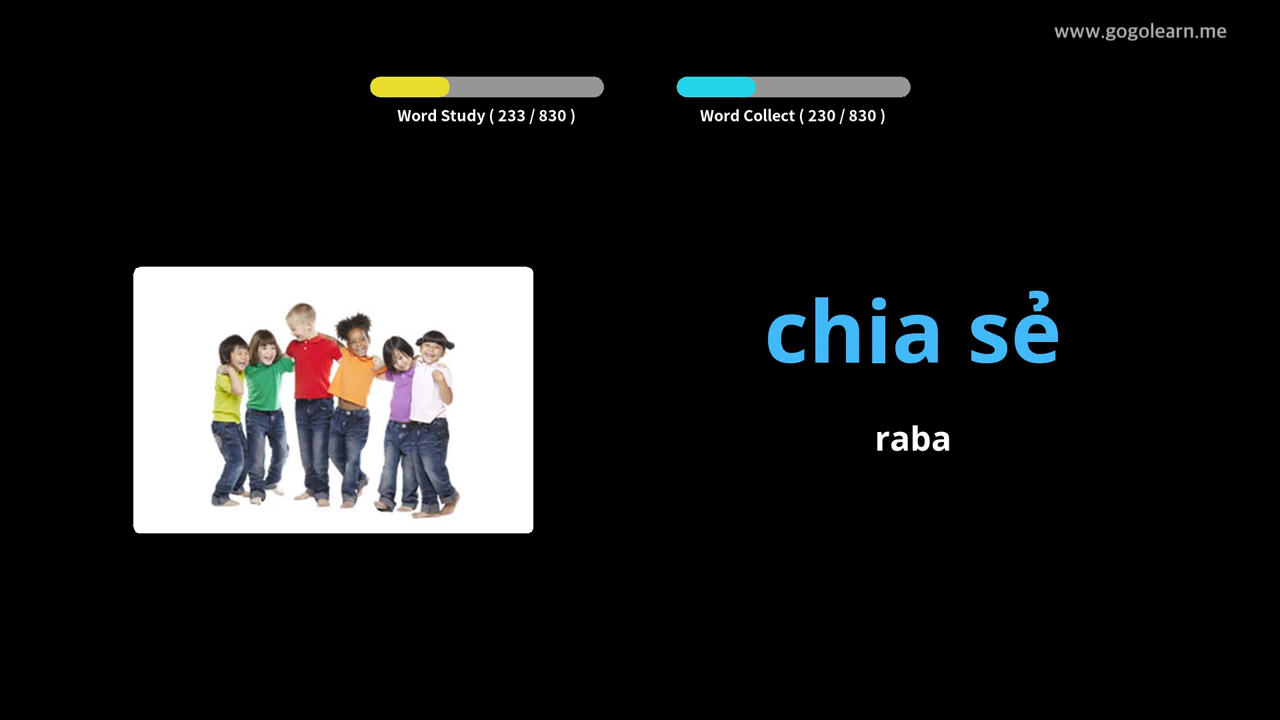 www.gogolearn.me
Word Study ( 233 / 830 )
Word Collect ( 230 / 830 )
chia sẻ
raba